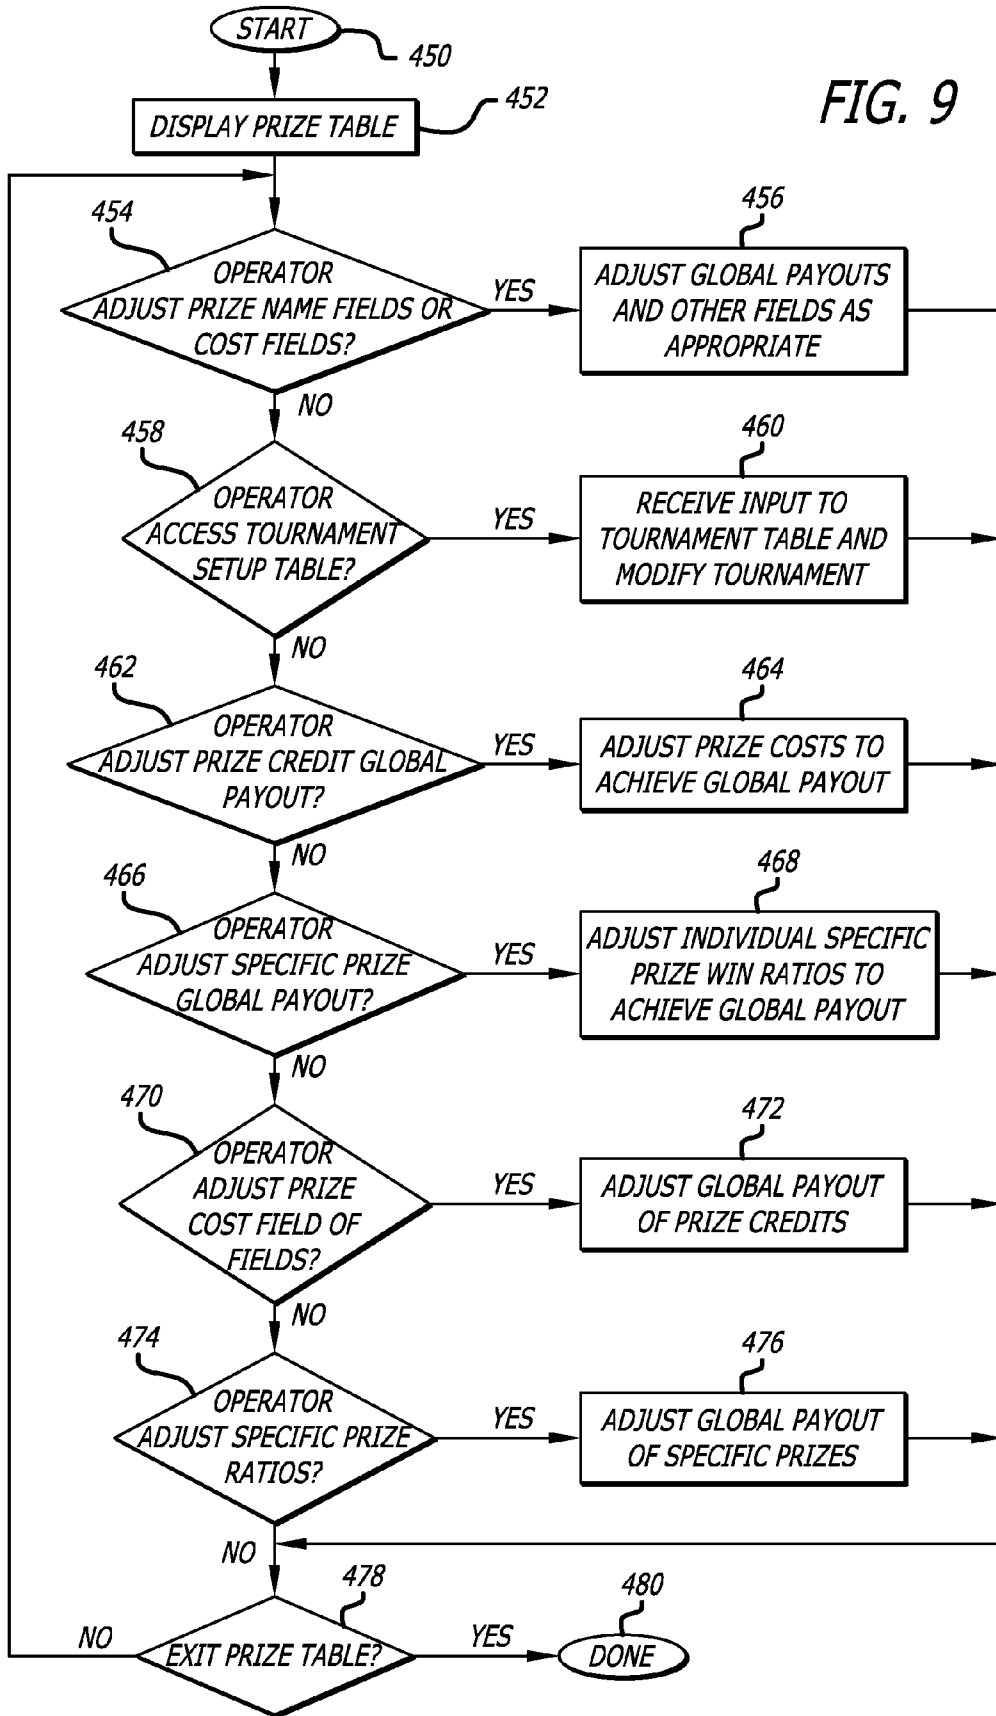 START
450
FIG. 9
452
DISPLAY PRIZE TABLE
454
OPERATOR
ADJUST PRIZE NAME FIELDS OR
COST FIELDS?
YES
456
ADJUST GLOBAL PAYOUTS
AND OTHER FIELDS AS
APPROPRIATE
NO
458
OPERATOR
ACCESS TOURNAMENT
SETUP TABLE?
YES
460
RECEIVE INPUT TO
TOURNAMENT TABLE AND
MODIFY TOURNAMENT
NO
462
OPERATOR
ADJUST PRIZE CREDIT GLOBAL
PAYOUT?
YES
464
ADJUST PRIZE COSTS TO
ACHIEVE GLOBAL PAYOUT
NO
466
OPERATOR
ADJUST SPECIFIC PRIZE
GLOBAL PAYOUT?
YES
468
ADJUST INDIVIDUAL SPECIFIC
PRIZE WIN RATIOS TO
ACHIEVE GLOBAL PAYOUT
NO
470
OPERATOR
ADJUST PRIZE
COST FIELD OF
FIELDS?
YES
472
ADJUST GLOBAL PAYOUT
OF PRIZE CREDITS
NO
474
OPERATOR
ADJUST SPECIFIC PRIZE
RATIOS?
YES
476
ADJUST GLOBAL PAYOUT
OF SPECIFIC PRIZES
NO
478
EXIT PRIZE TABLE?
NO
YES
480
DONE